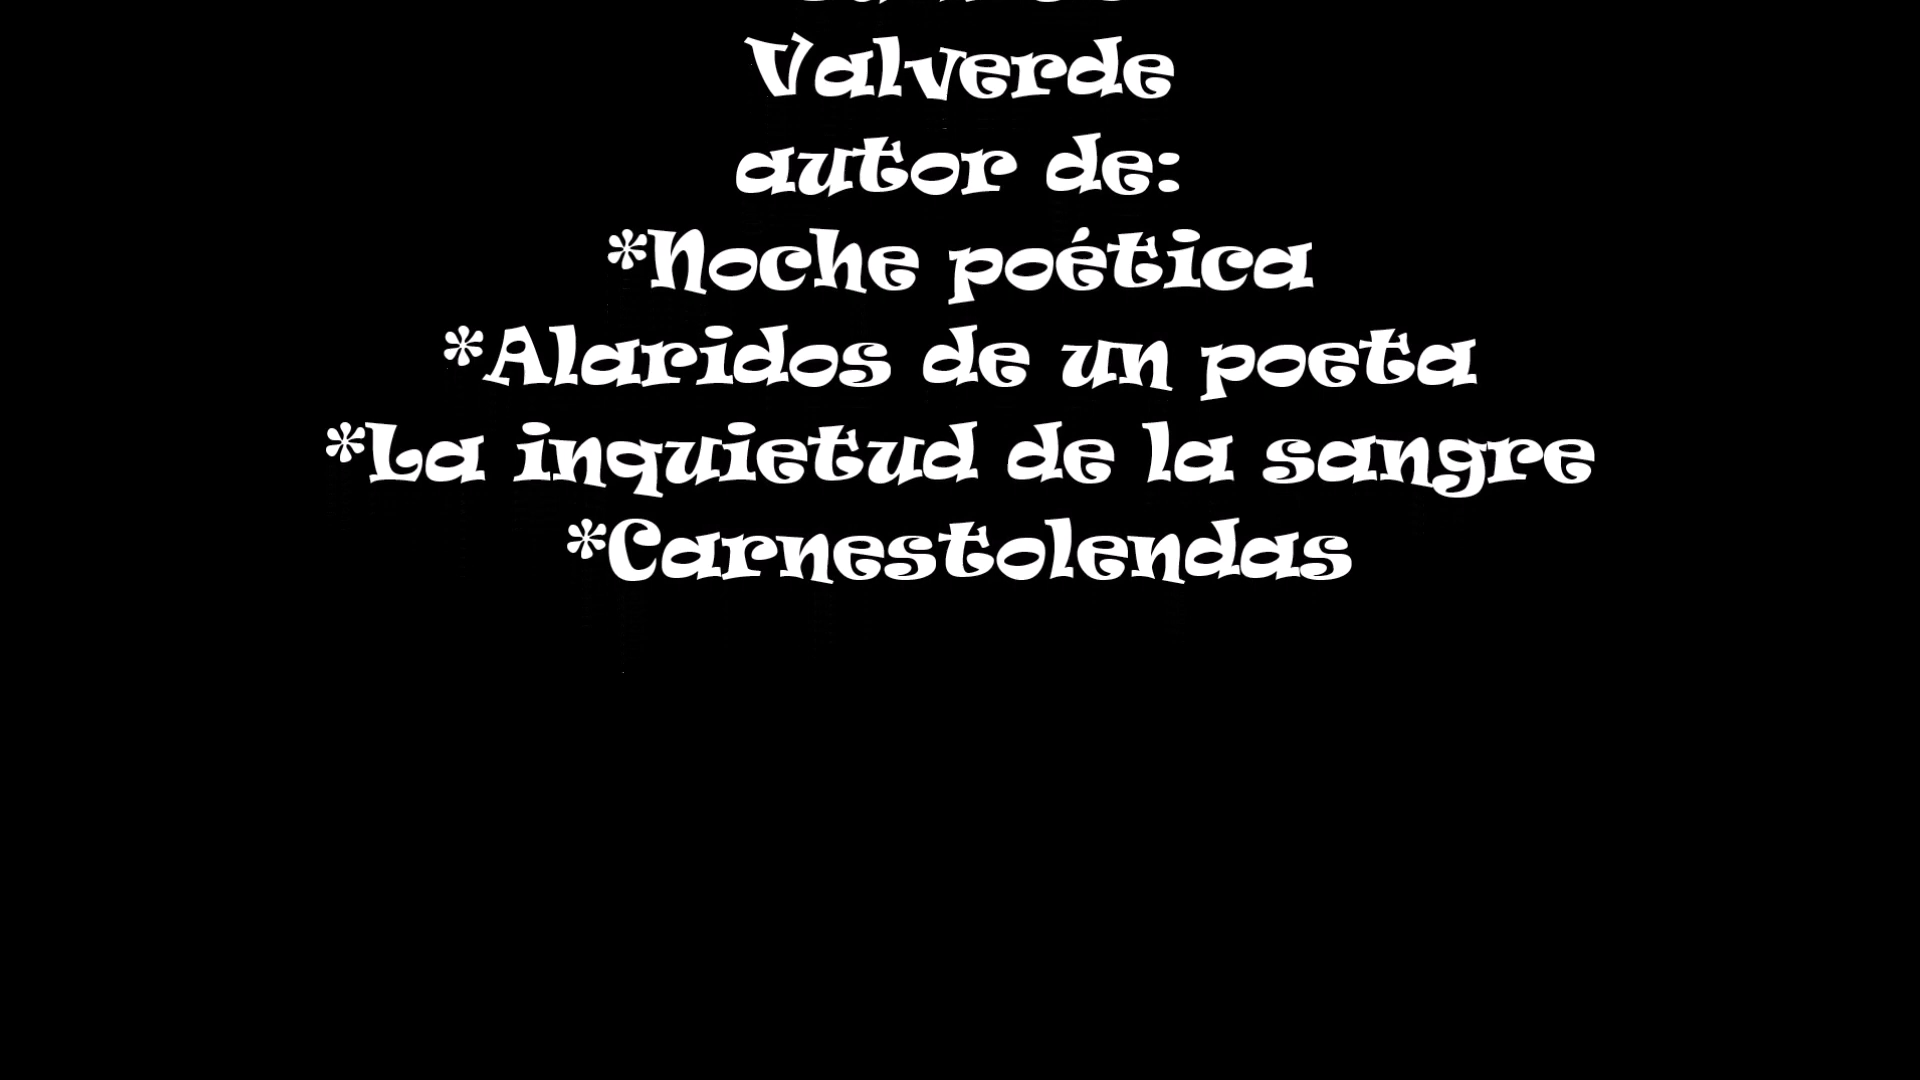 Valverde
autor de:
*Noche poética
*Alaridos de un poeta
*La inquietud de la sangre
*Carnestolendas